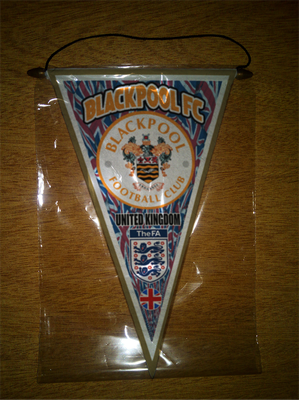 BLACKPOOL FC
BLACKPOOL
FOOTBALL CLUB
UNITED KINGDOM
TheFA